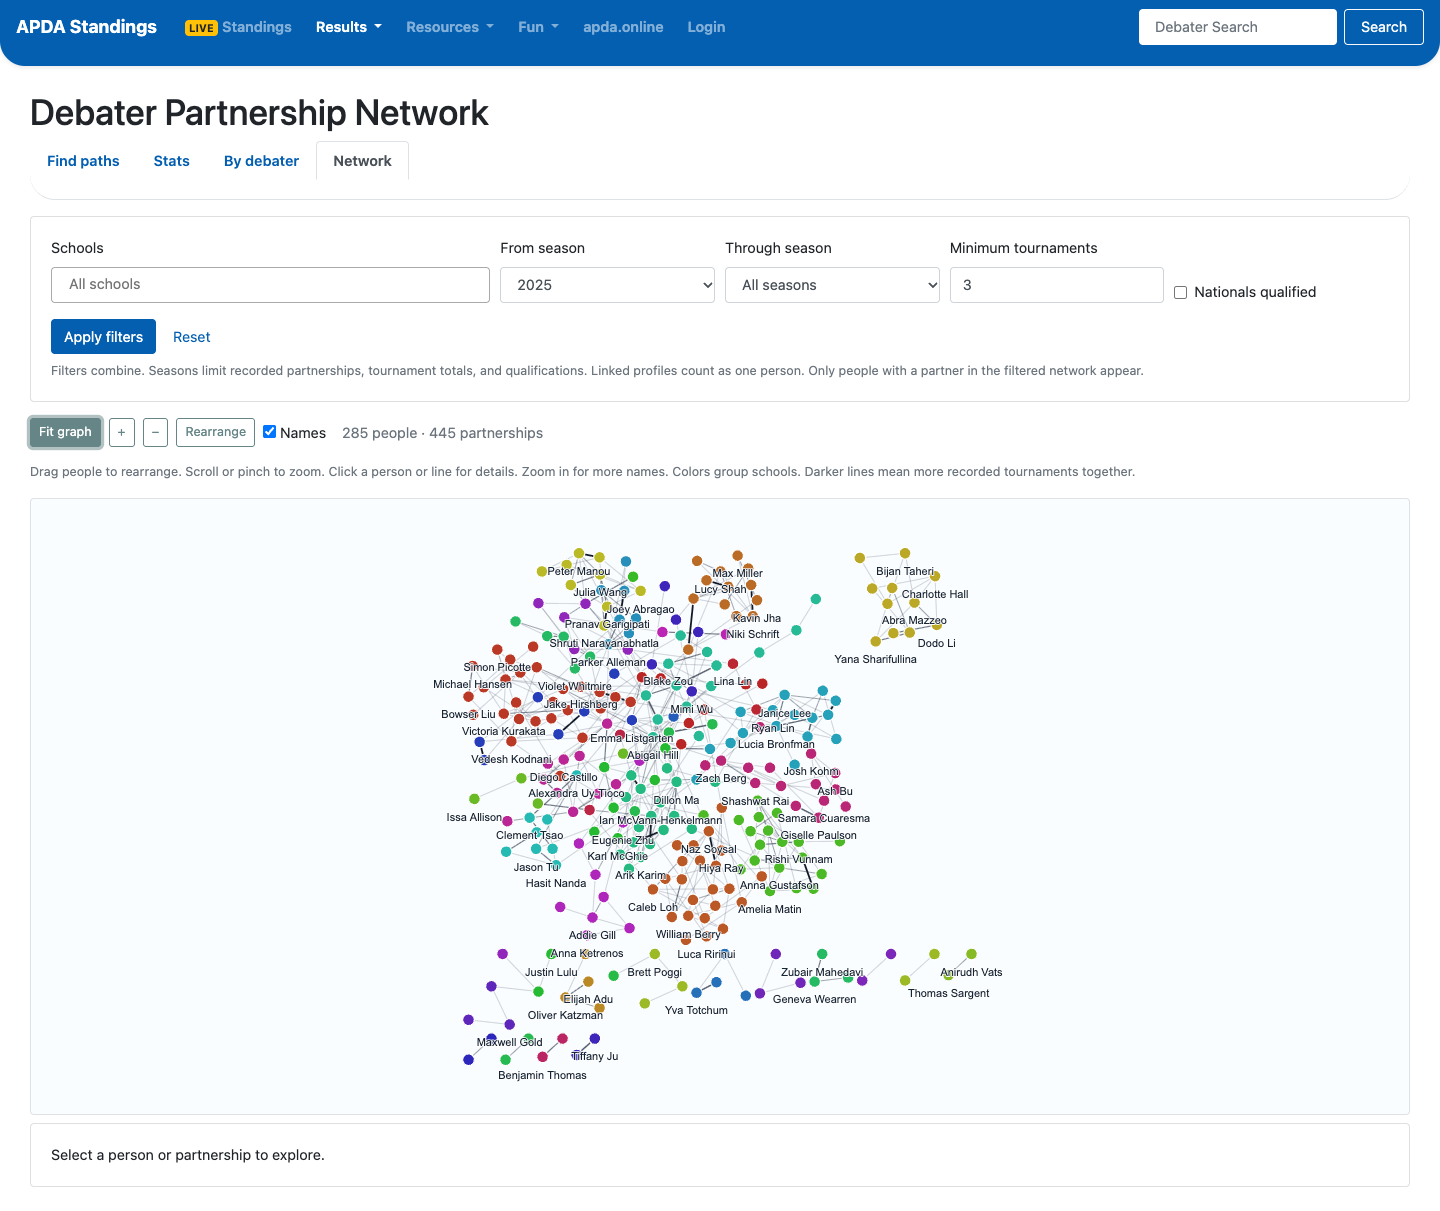 APDA Standings LIVE Standings Results Resources Fun apda.online Login Debater Search Search
Debater Partnership Network
Find paths Stats By debater Network
Schools From season Through season Minimum tournaments
All schools 2025 All seasons 3 Nationals qualified
Apply filters Reset
Filters combine. Seasons limit recorded partnerships, tournament totals, and qualifications. Linked profiles count as one person. Only people with a partner in the filtered network appear.
Fit graph + − Rearrange Names 285 people · 445 partnerships
Drag people to rearrange. Scroll or pinch to zoom. Click a person or line for details. Zoom in for more names. Colors group schools. Darker lines mean more recorded tournaments together.
Peter Manou Max Miller Bijan Taheri
Julia Wang Lucy Shah Charlotte Hall
Joey Abragao
Pranav Garigipati Kavin Jha Abra Mazzeo
Niki Schrift
Shruti Narayanabhatla Dodo Li
Parker Alleman Yana Sharifullina
Simon Picotte
Michael Hansen Violet Whitmire Blake Zou Lina Lin
Jake Hirshberg
Bowser Liu Mimi Wu Janice Lee
Victoria Kurakata Ryan Lin
Emma Listgarten Lucia Bronfman
Vedesh Kodnani Abigail Hill
Diego Castillo Zach Berg Josh Kohm
Alexandra Uy-Tioco Ash Bu
Dillon Ma Shashwat Rai
Issa Allison Ian McVann-Henkelmann Samara Cuaresma
Clement Tsao Giselle Paulson
Eugenie Zhu
Karl McGhie Naz Soysal
Jason Tu Hiya Ray Rishi Vunnam
Hasit Nanda Arik Karim Anna Gustafson
Caleb Loh Amelia Matin
Addie Gill William Berry
Anna Ketrenos Luca Ririnui
Justin Lulu Brett Poggi Zubair Mahedavi Anirudh Vats
Elijah Adu Geneva Wearren Thomas Sargent
Oliver Katzman Yva Totchum
Maxwell Gold
Tiffany Ju
Benjamin Thomas
Select a person or partnership to explore.